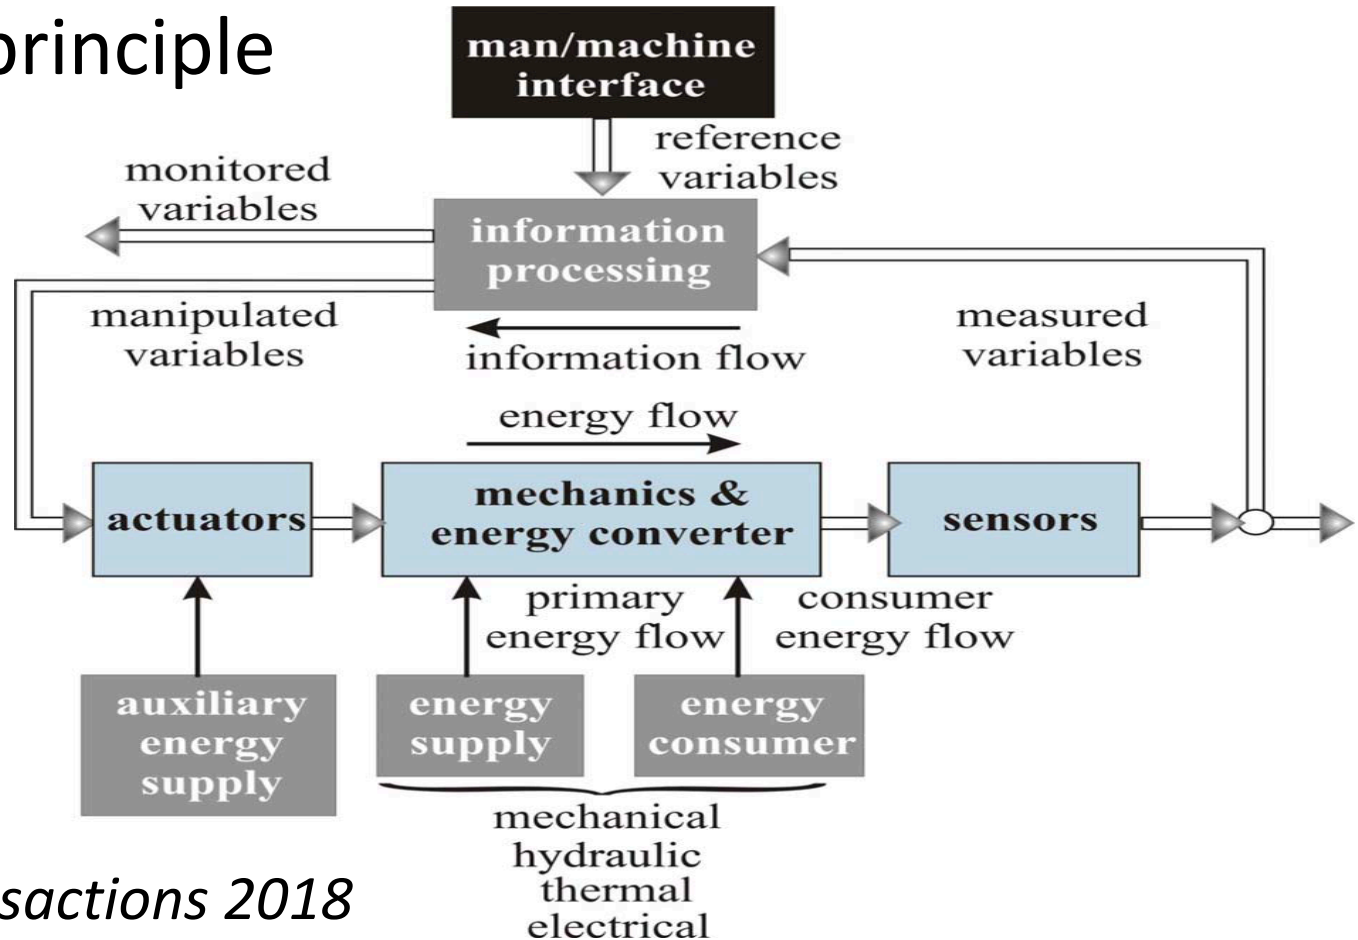 principle
man/machine
interface
reference
variables
monitored
variables
information
processing
manipulated
variables
measured
variables
information flow
energy flow
actuators
mechanics &
energy converter
sensors
primary
energy flow
consumer
energy flow
auxiliary
energy
supply
energy
supply
energy
consumer
mechanical
hydraulic
thermal
electrical
sactions 2018